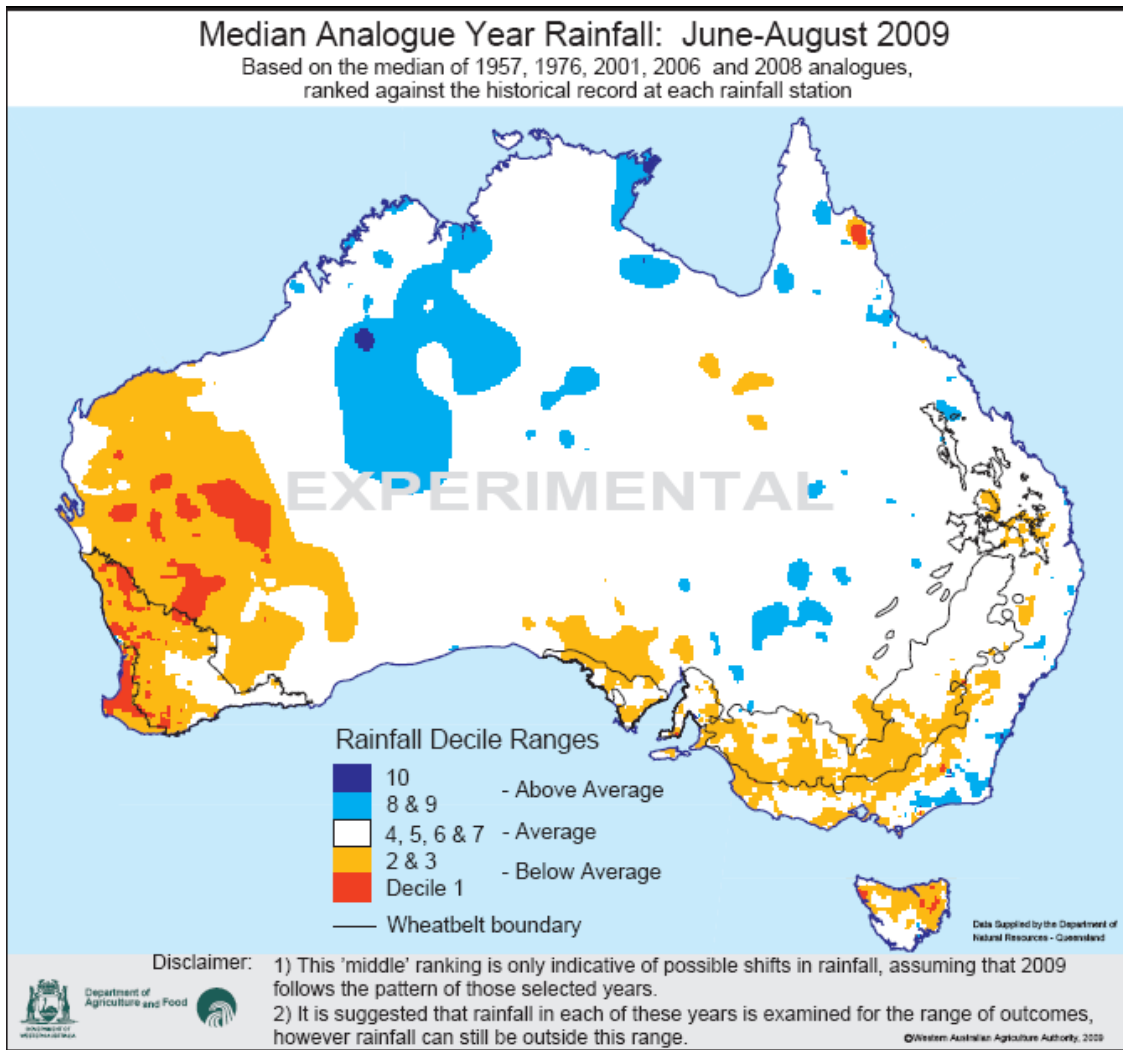 Median Analogue Year Rainfall: June-August 2009
Based on the median of 1957, 1976, 2001, 2006 and 2008 analogues,
ranked against the historical record at each rainfall station
EXPERIMENTAL
Rainfall Decile Ranges
10
8 & 9
- Above Average
4, 5, 6 & 7
- Average
2 & 3
Decile 1
- Below Average
Wheatbelt boundary
Data Supplied by the Department of
Natural Resources - Queensland
Disclaimer:
1) This 'middle' ranking is only indicative of possible shifts in rainfall, assuming that 2009
follows the pattern of those selected years.
2) It is suggested that rainfall in each of these years is examined for the range of outcomes,
however rainfall can still be outside this range.
Department of
Agriculture and Food
GOVERNMENT OF
WESTERN AUSTRALIA
©Western Australian Agriculture Authority, 2009